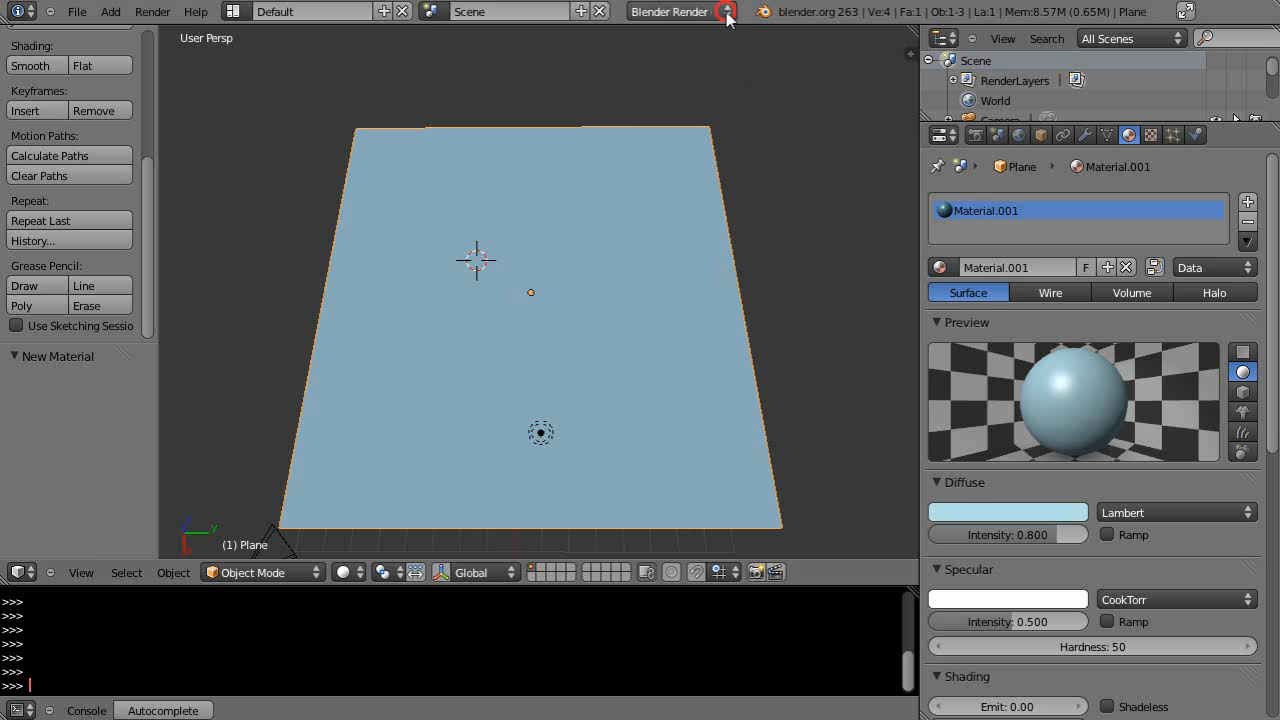 File Add Render Help Default Scene Blender Render blender.org 263 | Ve:4 | Fa:1 | Ob:1-3 | La:1 | Mem:8.57M (0.65M) | Plane
User Persp
View Search All Scenes
Scene
RenderLayers
World
Shading:
Smooth Flat
Keyframes:
Insert Remove
Motion Paths:
Calculate Paths
Clear Paths
Repeat:
Repeat Last
History...
Grease Pencil:
Draw Line
Poly Erase
Use Sketching Sessio
New Material
y
(1) Plane
View Select Object Object Mode Global
>>>
>>>
>>>
>>>
>>>
>>>
>>>
Console Autocomplete
Plane Material.001
Material.001
Material.001 F Data
Surface Wire Volume Halo
Preview
Diffuse
Lambert
Intensity: 0.800 Ramp
Specular
CookTorr
Intensity: 0.500 Ramp
Hardness: 50
Shading
Emit: 0.00 Shadeless